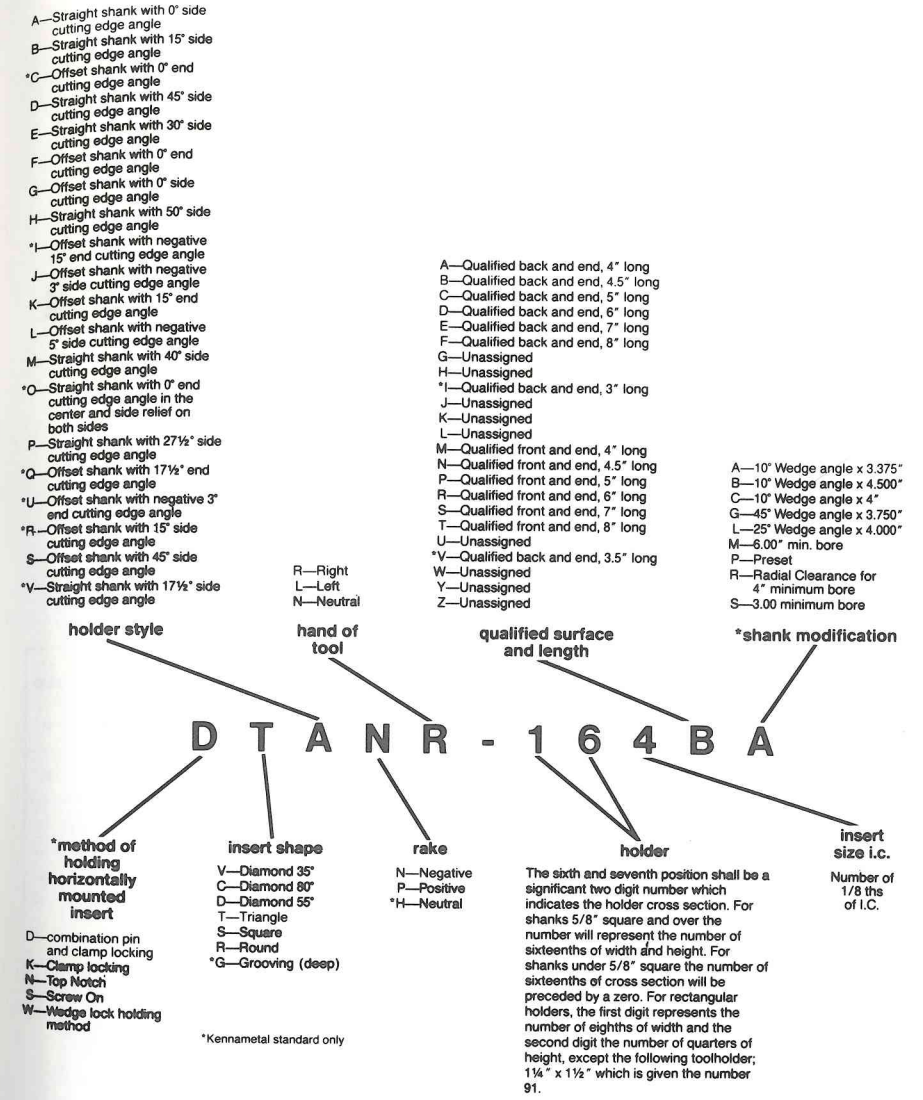 A—Straight shank with 0° side
cutting edge angle
B—Straight shank with 15° side
cutting edge angle
*C—Offset shank with 0° end
cutting edge angle
D—Straight shank with 45° side
cutting edge angle
E—Straight shank with 30° side
cutting edge angle
F—Offset shank with 0° end
cutting edge angle
G—Offset shank with 0° side
cutting edge angle
H—Straight shank with 50° side
cutting edge angle
*I—Offset shank with negative
15° end cutting edge angle
J—Offset shank with negative
3° side cutting edge angle
K—Offset shank with 15° end
cutting edge angle
L—Offset shank with negative
5° side cutting edge angle
M—Straight shank with 40° side
cutting edge angle
*O—Straight shank with 0° end
cutting edge angle in the
center and side relief on
both sides
P—Straight shank with 27½° side
cutting edge angle
*Q—Offset shank with 17½° end
cutting edge angle
*U—Offset shank with negative 3°
end cutting edge angle
*R—Offset shank with 15° side
cutting edge angle
S—Offset shank with 45° side
cutting edge angle
*V—Straight shank with 17½° side
cutting edge angle
holder style
R—Right
L—Left
N—Neutral
hand of
tool
A—Qualified back and end, 4″ long
B—Qualified back and end, 4.5″ long
C—Qualified back and end, 5″ long
D—Qualified back and end, 6″ long
E—Qualified back and end, 7″ long
F—Qualified back and end, 8″ long
G—Unassigned
H—Unassigned
*I—Qualified back and end, 3″ long
J—Unassigned
K—Unassigned
L—Unassigned
M—Qualified front and end, 4″ long
N—Qualified front and end, 4.5″ long
P—Qualified front and end, 5″ long
R—Qualified front and end, 6″ long
S—Qualified front and end, 7″ long
T—Qualified front and end, 8″ long
U—Unassigned
*V—Qualified back and end, 3.5″ long
W—Unassigned
Y—Unassigned
Z—Unassigned
qualified surface
and length
A—10° Wedge angle x 3.375″
B—10° Wedge angle x 4.500″
C—10° Wedge angle x 4″
G—45° Wedge angle x 3.750″
L—25° Wedge angle x 4.000″
M—6.00″ min. bore
P—Preset
R—Radial Clearance for
4″ minimum bore
S—3.00 minimum bore
*shank modification
D T A N R - 1 6 4 B A
*method of
holding
horizontally
mounted
insert
D—combination pin
and clamp locking
K—Clamp locking
N—Top Notch
S—Screw On
W—Wedge lock holding
method
insert shape
V—Diamond 35°
C—Diamond 80°
D—Diamond 55°
T—Triangle
S—Square
R—Round
*G—Grooving (deep)
*Kennametal standard only
rake
N—Negative
P—Positive
*H—Neutral
holder
The sixth and seventh position shall be a
significant two digit number which
indicates the holder cross section. For
shanks 5/8″ square and over the
number will represent the number of
sixteenths of width and height. For
shanks under 5/8″ square the number of
sixteenths of cross section will be
preceded by a zero. For rectangular
holders, the first digit represents the
number of eighths of width and the
second digit the number of quarters of
height, except the following toolholder;
1¼″ x 1½″ which is given the number
91.
insert
size i.c.
Number of
1/8 ths
of I.C.